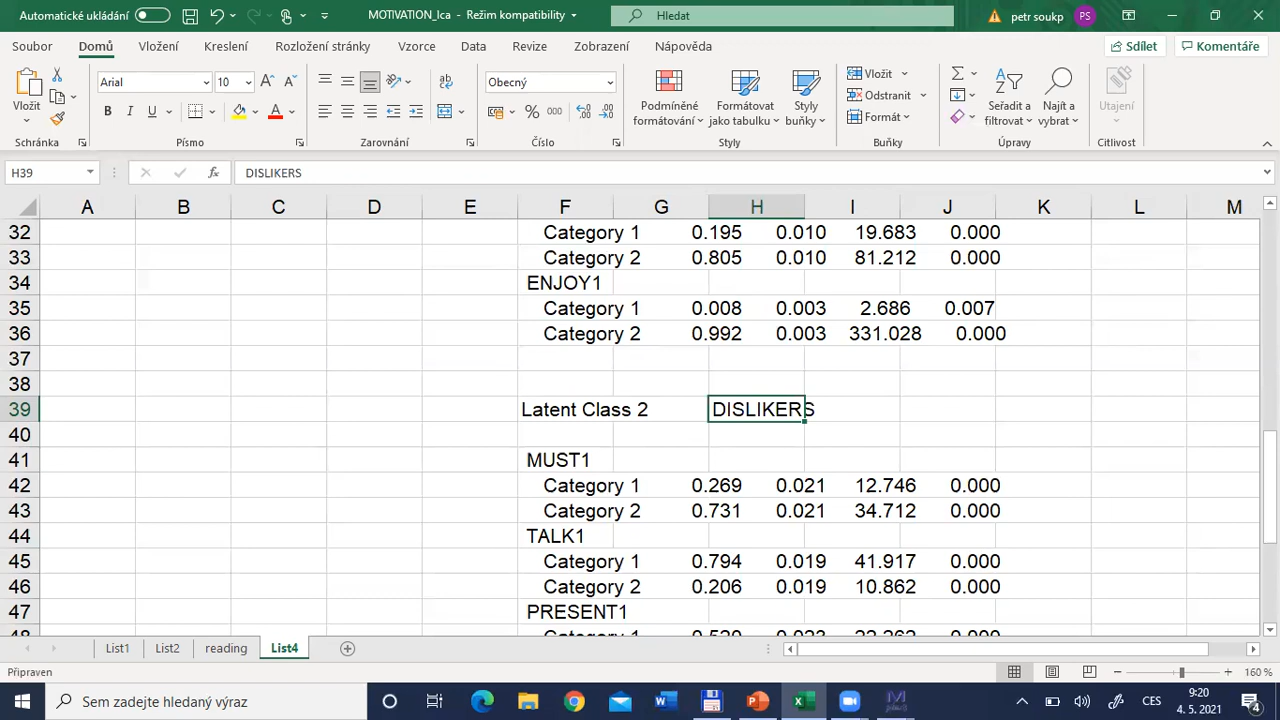 Automatické ukládání
MOTIVATION_lca - Režim kompatibility
Hledat
petr soukp
PS
Soubor Domů Vložení Kreslení Rozložení stránky Vzorce Data Revize Zobrazení Nápověda
Sdílet Komentáře
Vložit
Arial 10
B I U
Obecný
Podmíněné formátování
Formátovat jako tabulku
Styly buňky
Vložit
Odstranit
Formát
Seřadit a filtrovat
Najít a vybrat
Utajení
Schránka Písmo Zarovnání Číslo Styly Buňky Úpravy Citlivost
H39 fx DISLIKERS
A B C D E F G H I J K L M
32 Category 1 0.195 0.010 19.683 0.000
33 Category 2 0.805 0.010 81.212 0.000
34 ENJOY1
35 Category 1 0.008 0.003 2.686 0.007
36 Category 2 0.992 0.003 331.028 0.000
37
38
39 Latent Class 2 DISLIKERS
40
41 MUST1
42 Category 1 0.269 0.021 12.746 0.000
43 Category 2 0.731 0.021 34.712 0.000
44 TALK1
45 Category 1 0.794 0.019 41.917 0.000
46 Category 2 0.206 0.019 10.862 0.000
47 PRESENT1
List1 List2 reading List4
Připraven
160 %
Sem zadejte hledaný výraz
CES
9:20
4. 5. 2021
4